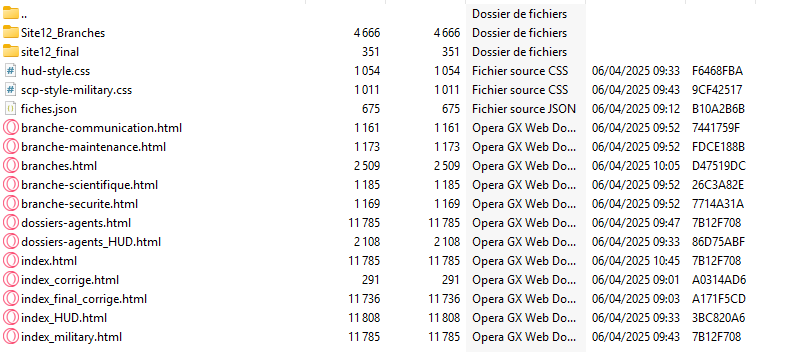 .. Dossier de fichiers
Site12_Branches 4 666 4 666 Dossier de fichiers
site12_final 351 351 Dossier de fichiers
hud-style.css 1 054 1 054 Fichier source CSS 06/04/2025 09:33 F6468FBA
scp-style-military.css 1 011 1 011 Fichier source CSS 06/04/2025 09:43 9CF42517
fiches.json 675 675 Fichier source JSON 06/04/2025 09:12 B10A2B6B
branche-communication.html 1 161 1 161 Opera GX Web Do... 06/04/2025 09:52 7441759F
branche-maintenance.html 1 173 1 173 Opera GX Web Do... 06/04/2025 09:52 FDCE188B
branches.html 2 509 2 509 Opera GX Web Do... 06/04/2025 10:05 D47519DC
branche-scientifique.html 1 185 1 185 Opera GX Web Do... 06/04/2025 09:52 26C3A82E
branche-securite.html 1 169 1 169 Opera GX Web Do... 06/04/2025 09:52 7714A31A
dossiers-agents.html 11 785 11 785 Opera GX Web Do... 06/04/2025 09:47 7B12F708
dossiers-agents_HUD.html 2 108 2 108 Opera GX Web Do... 06/04/2025 09:33 86D75ABF
index.html 11 785 11 785 Opera GX Web Do... 06/04/2025 10:45 7B12F708
index_corrige.html 291 291 Opera GX Web Do... 06/04/2025 09:01 A0314AD6
index_final_corrige.html 11 736 11 736 Opera GX Web Do... 06/04/2025 09:03 A171F5CD
index_HUD.html 11 808 11 808 Opera GX Web Do... 06/04/2025 09:33 3BC820A6
index_military.html 11 785 11 785 Opera GX Web Do... 06/04/2025 09:43 7B12F708